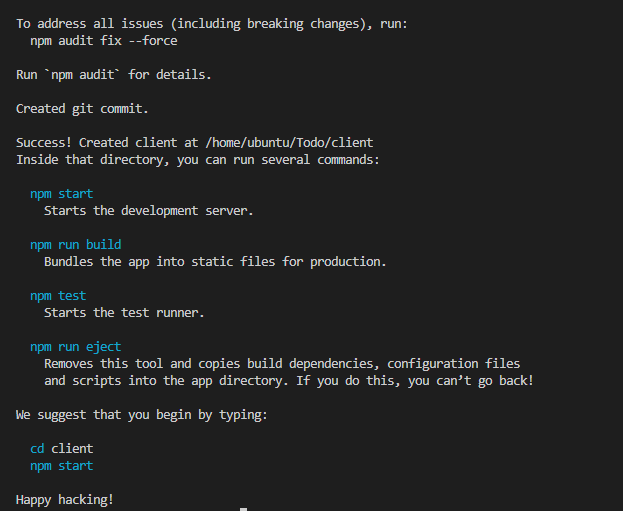 To address all issues (including breaking changes), run:
npm audit fix --force
Run `npm audit` for details.
Created git commit.
Success! Created client at /home/ubuntu/Todo/client
Inside that directory, you can run several commands:
npm start
Starts the development server.
npm run build
Bundles the app into static files for production.
npm test
Starts the test runner.
npm run eject
Removes this tool and copies build dependencies, configuration files
and scripts into the app directory. If you do this, you can’t go back!
We suggest that you begin by typing:
cd client
npm start
Happy hacking!